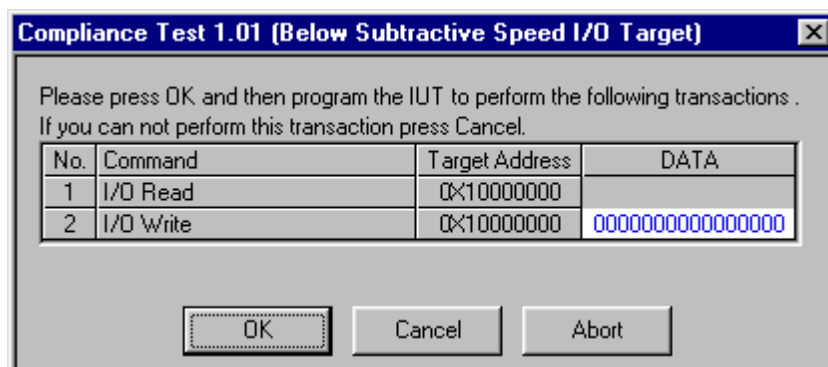 Compliance Test 1.01 (Below Subtractive Speed I/O Target)
Please press OK and then program the IUT to perform the following transactions .
If you can not perform this transaction press Cancel.
No. Command Target Address DATA
1 I/O Read 0X10000000
2 I/O Write 0X10000000 0000000000000000
OK Cancel Abort